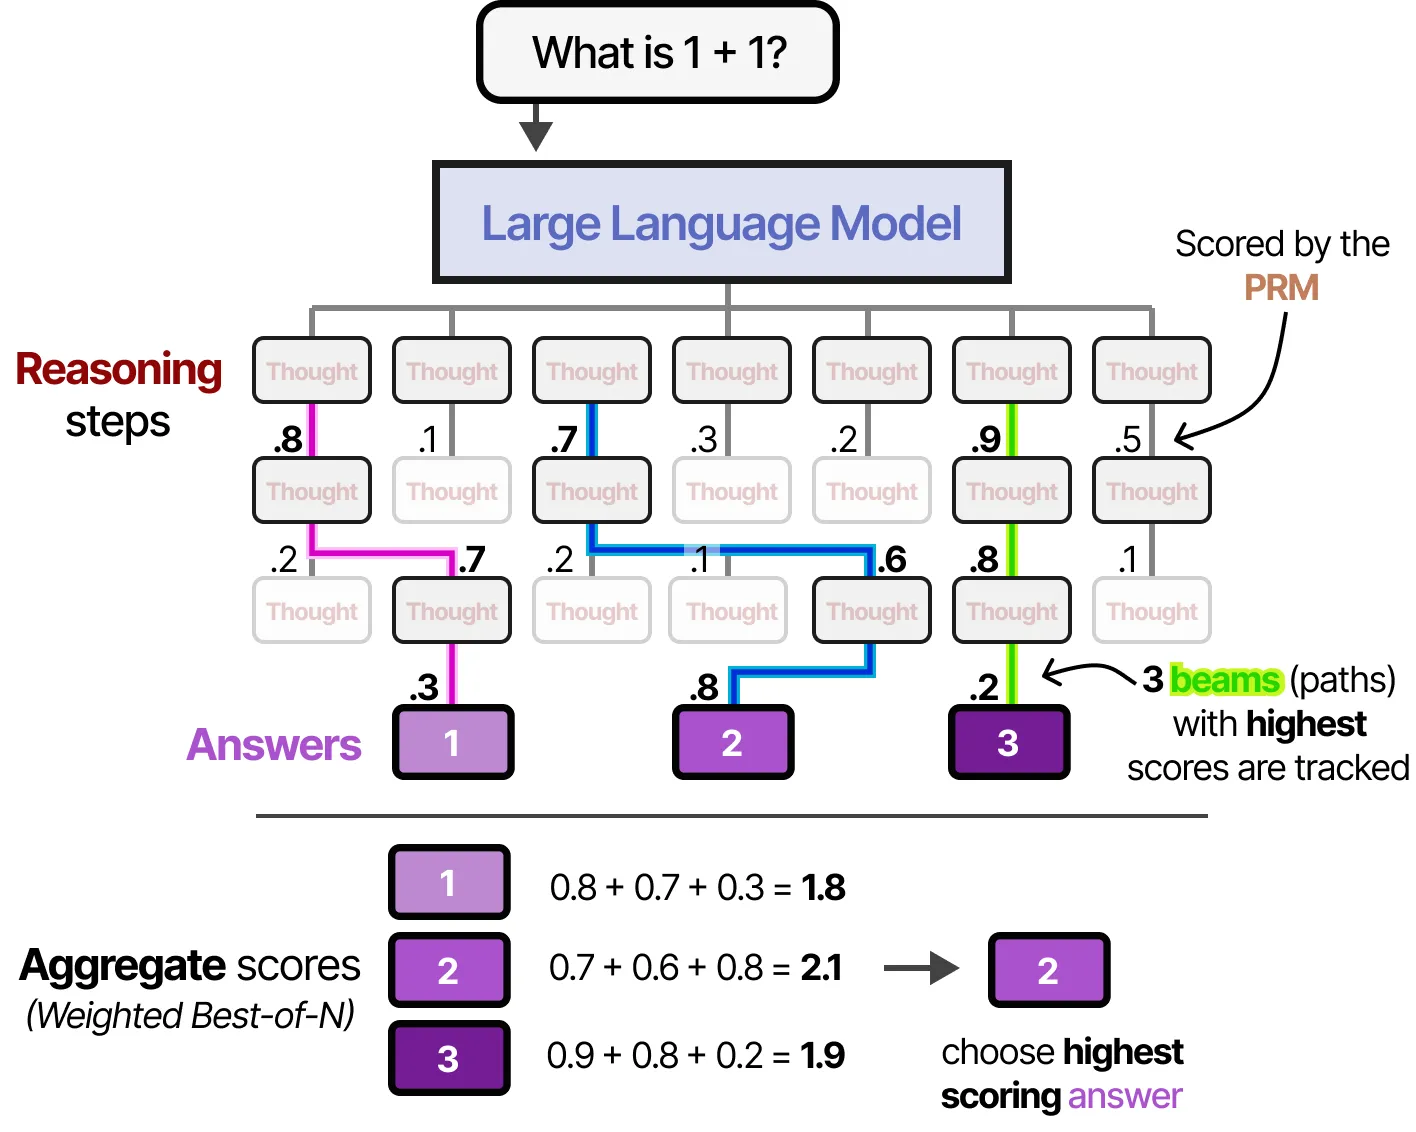 What is 1 + 1?
Large Language Model
Scored by the
PRM
Reasoning
steps
Thought Thought Thought Thought Thought Thought Thought
.8 .1 .7 .3 .2 .9 .5
Thought Thought Thought Thought Thought Thought Thought
.2 .7 .2 .1 .6 .8 .1
Thought Thought Thought Thought Thought Thought Thought
.3 .8 .2
3 beams (paths)
with highest
scores are tracked
Answers
1 2 3
Aggregate scores
(Weighted Best-of-N)
1 0.8 + 0.7 + 0.3 = 1.8
2 0.7 + 0.6 + 0.8 = 2.1
3 0.9 + 0.8 + 0.2 = 1.9
2
choose highest
scoring answer